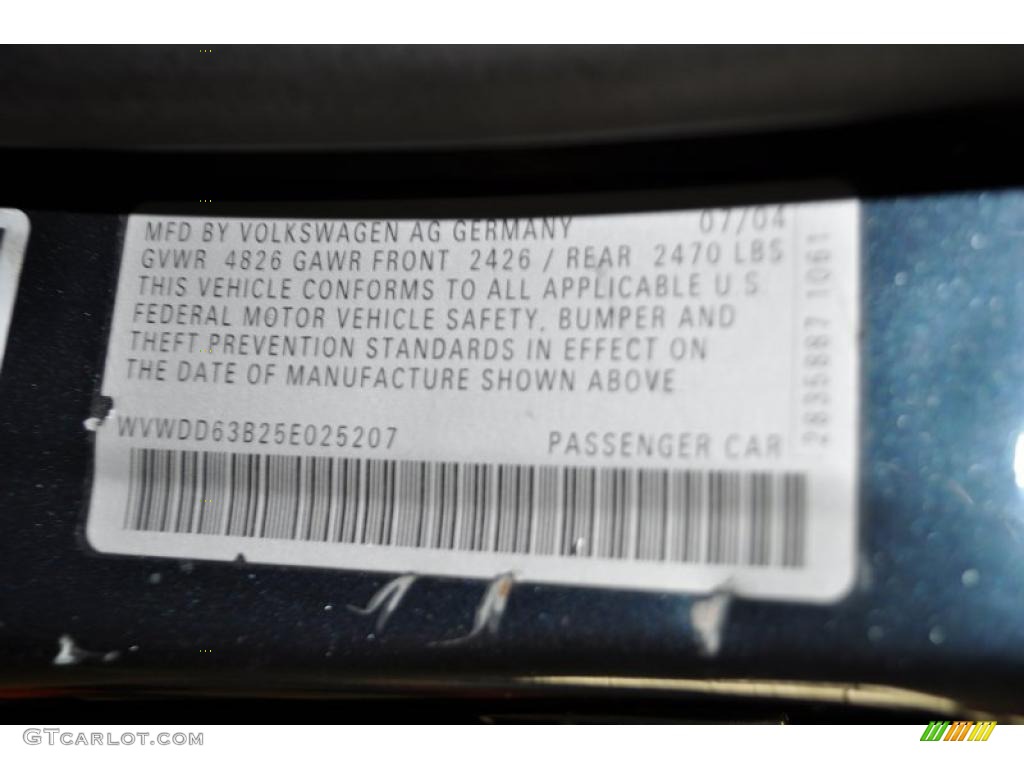 MFD BY VOLKSWAGEN AG GERMANY 07/04
GVWR 4826 GAWR FRONT 2426 / REAR 2470 LBS
THIS VEHICLE CONFORMS TO ALL APPLICABLE U.S.
FEDERAL MOTOR VEHICLE SAFETY, BUMPER AND
THEFT PREVENTION STANDARDS IN EFFECT ON
THE DATE OF MANUFACTURE SHOWN ABOVE
WVWDD63B25E025207 PASSENGER CAR
2835887 1061
GTCARLOT.COM